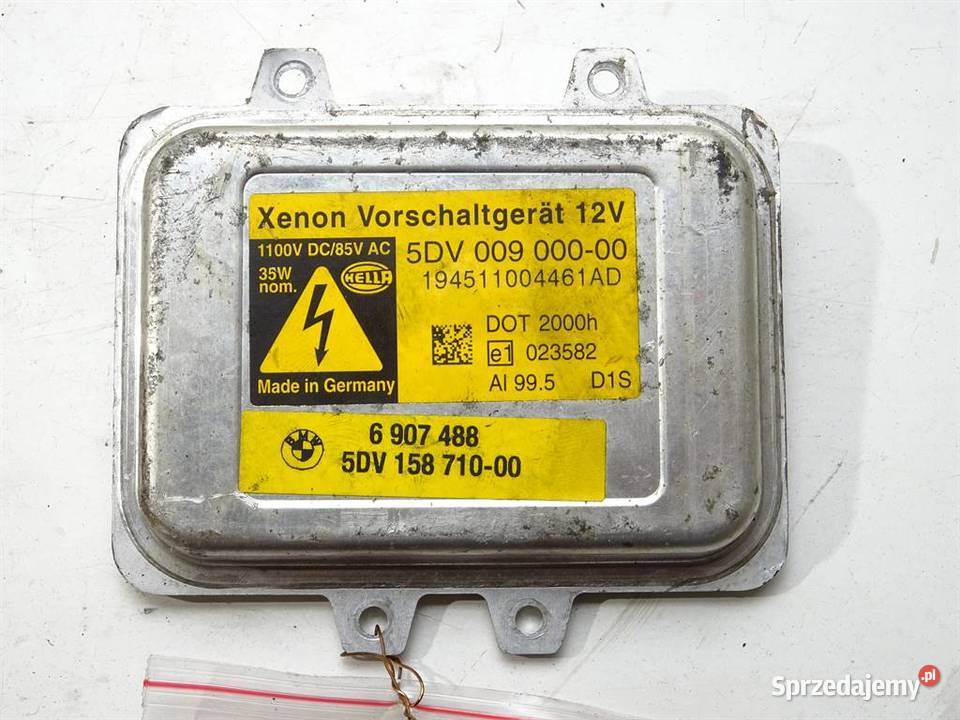 Xenon Vorschaltgerät 12V
1100V DC/85V AC
35W
nom.
HELLA
Made in Germany
5DV 009 000-00
194511004461AD
DOT 2000h
e1 023582
Al 99.5 D1S
BMW
6 907 488
5DV 158 710-00
Sprzedajemy.pl